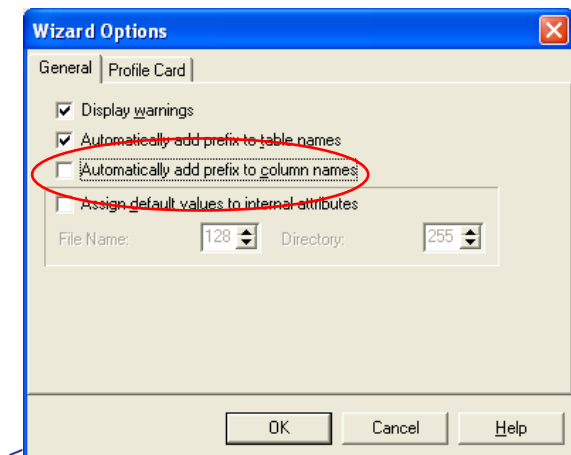 Wizard Options
General Profile Card
Display warnings
Automatically add prefix to table names
Automatically add prefix to column names
Assign default values to internal attributes
File Name: 128 Directory: 255
OK Cancel Help